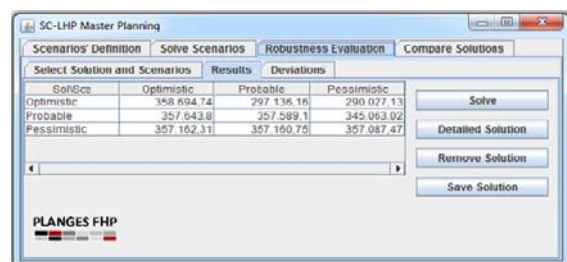 SC-LHP Master Planning
Scenarios' Definition Solve Scenarios Robustness Evaluation Compare Solutions
Select Solution and Scenarios Results Deviations
Sol\Sce Optimistic Probable Pessimistic
Optimistic 358.694,74 297.136,16 290.027,13
Probable 357.643,8 357.589,1 345.063,02
Pessimistic 357.162,31 357.160,75 357.087,47
Solve
Detailed Solution
Remove Solution
Save Solution
PLANGES FHP